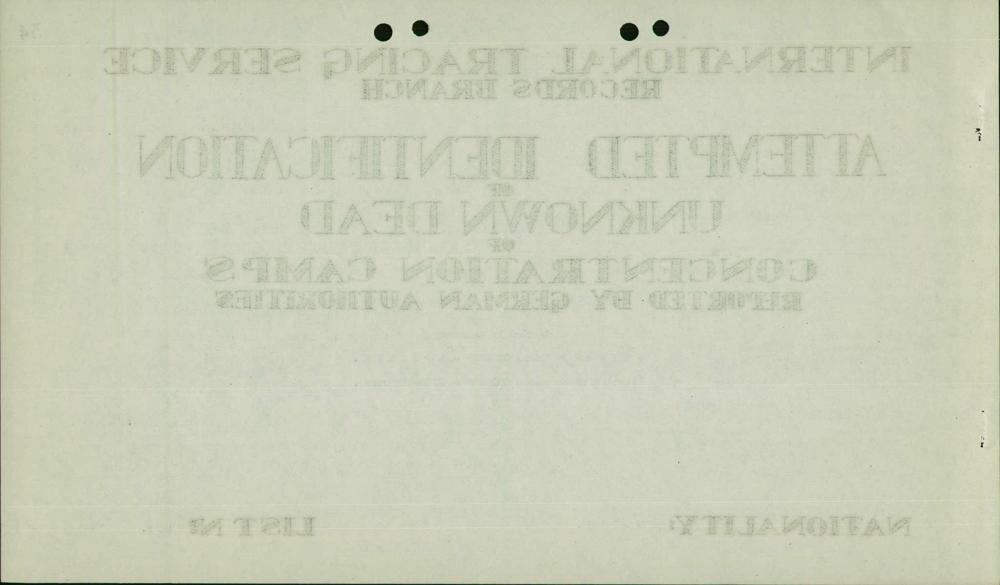 34
INTERNATIONAL TRACING SERVICE
RECORDS BRANCH
ATTEMPTED IDENTIFICATION
OF
UNKNOWN DEAD
OF
CONCENTRATION CAMPS
REPORTED BY GERMAN AUTHORITIES
NATIONALITY: LIST Nº